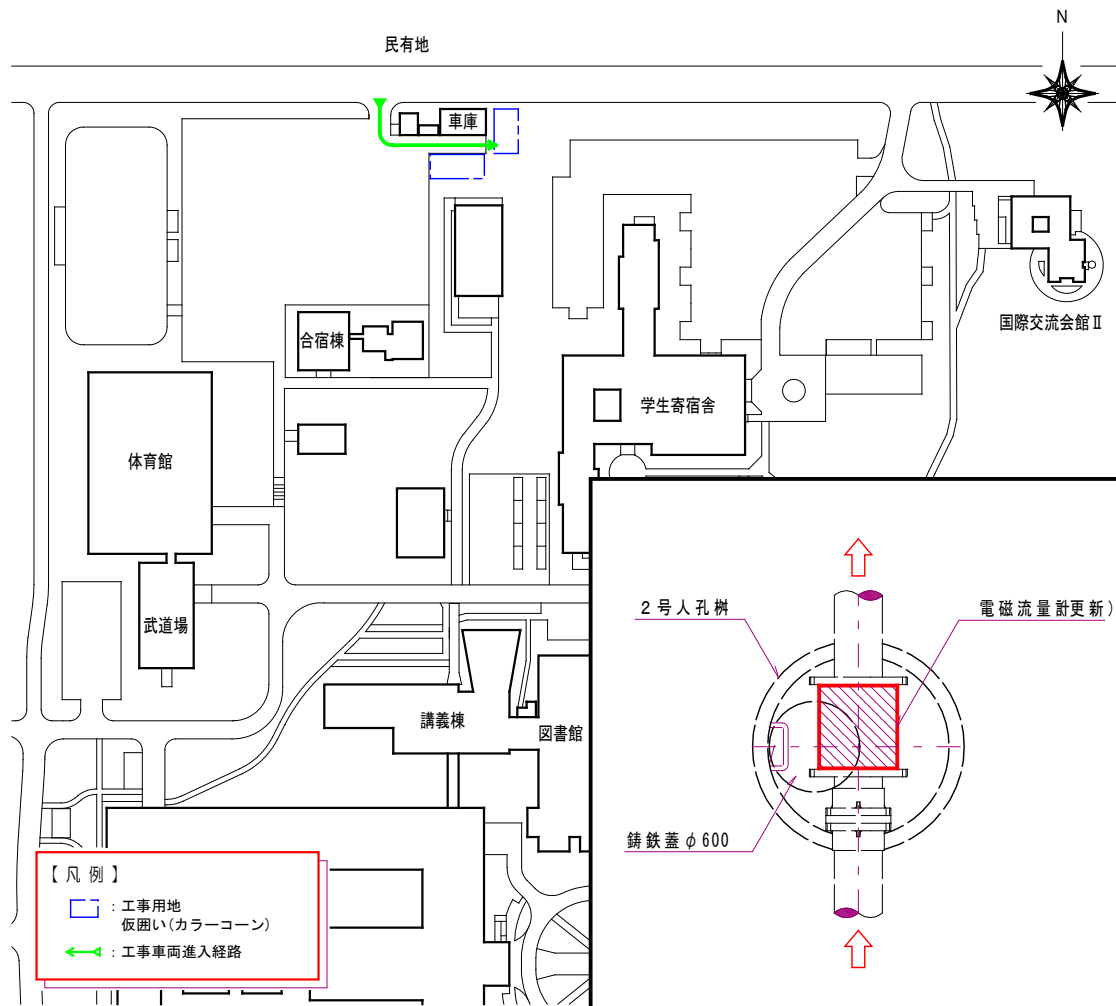 民有地
N
車庫
国際交流会館Ⅱ
合宿棟
学生寄宿舎
体育館
武道場
講義棟
図書館
2号人孔桝
電磁流量計更新)
鋳鉄蓋φ600
【凡例】
:工事用地
仮囲い(カラーコーン)
:工事車両進入経路